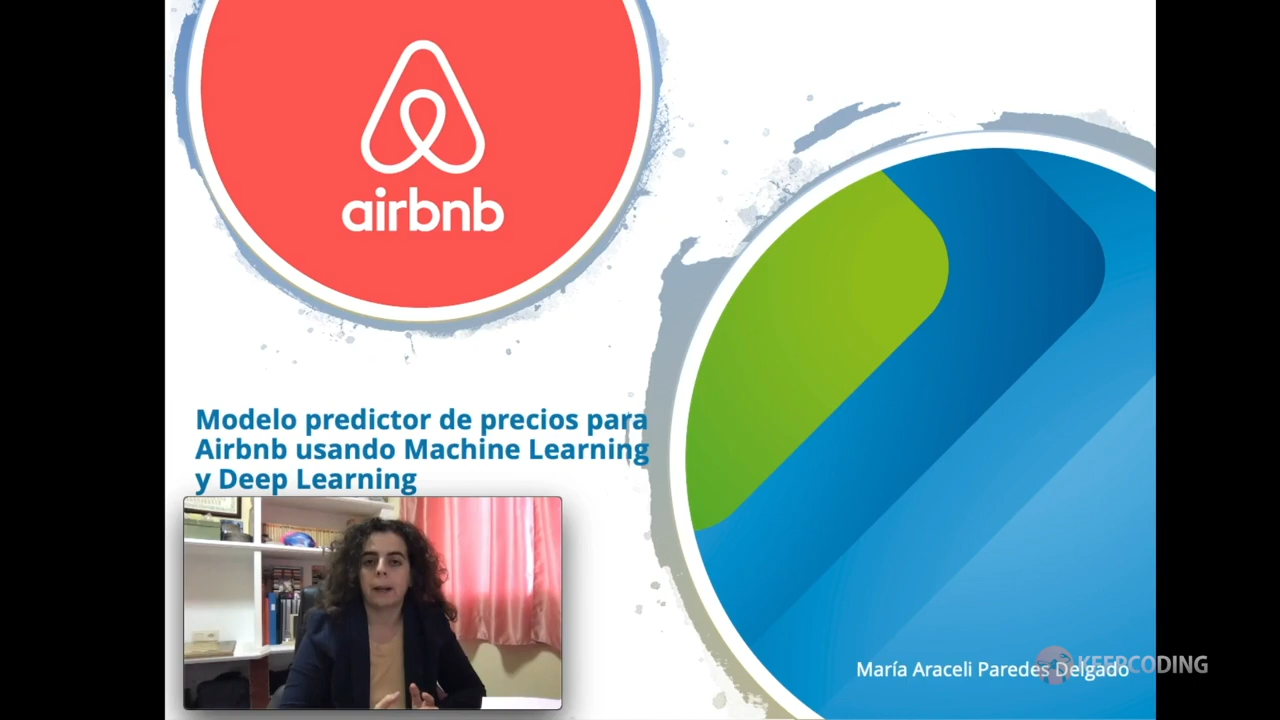 airbnb
Modelo predictor de precios para
Airbnb usando Machine Learning
y Deep Learning
María Araceli Paredes Delgado
KEEPCODING